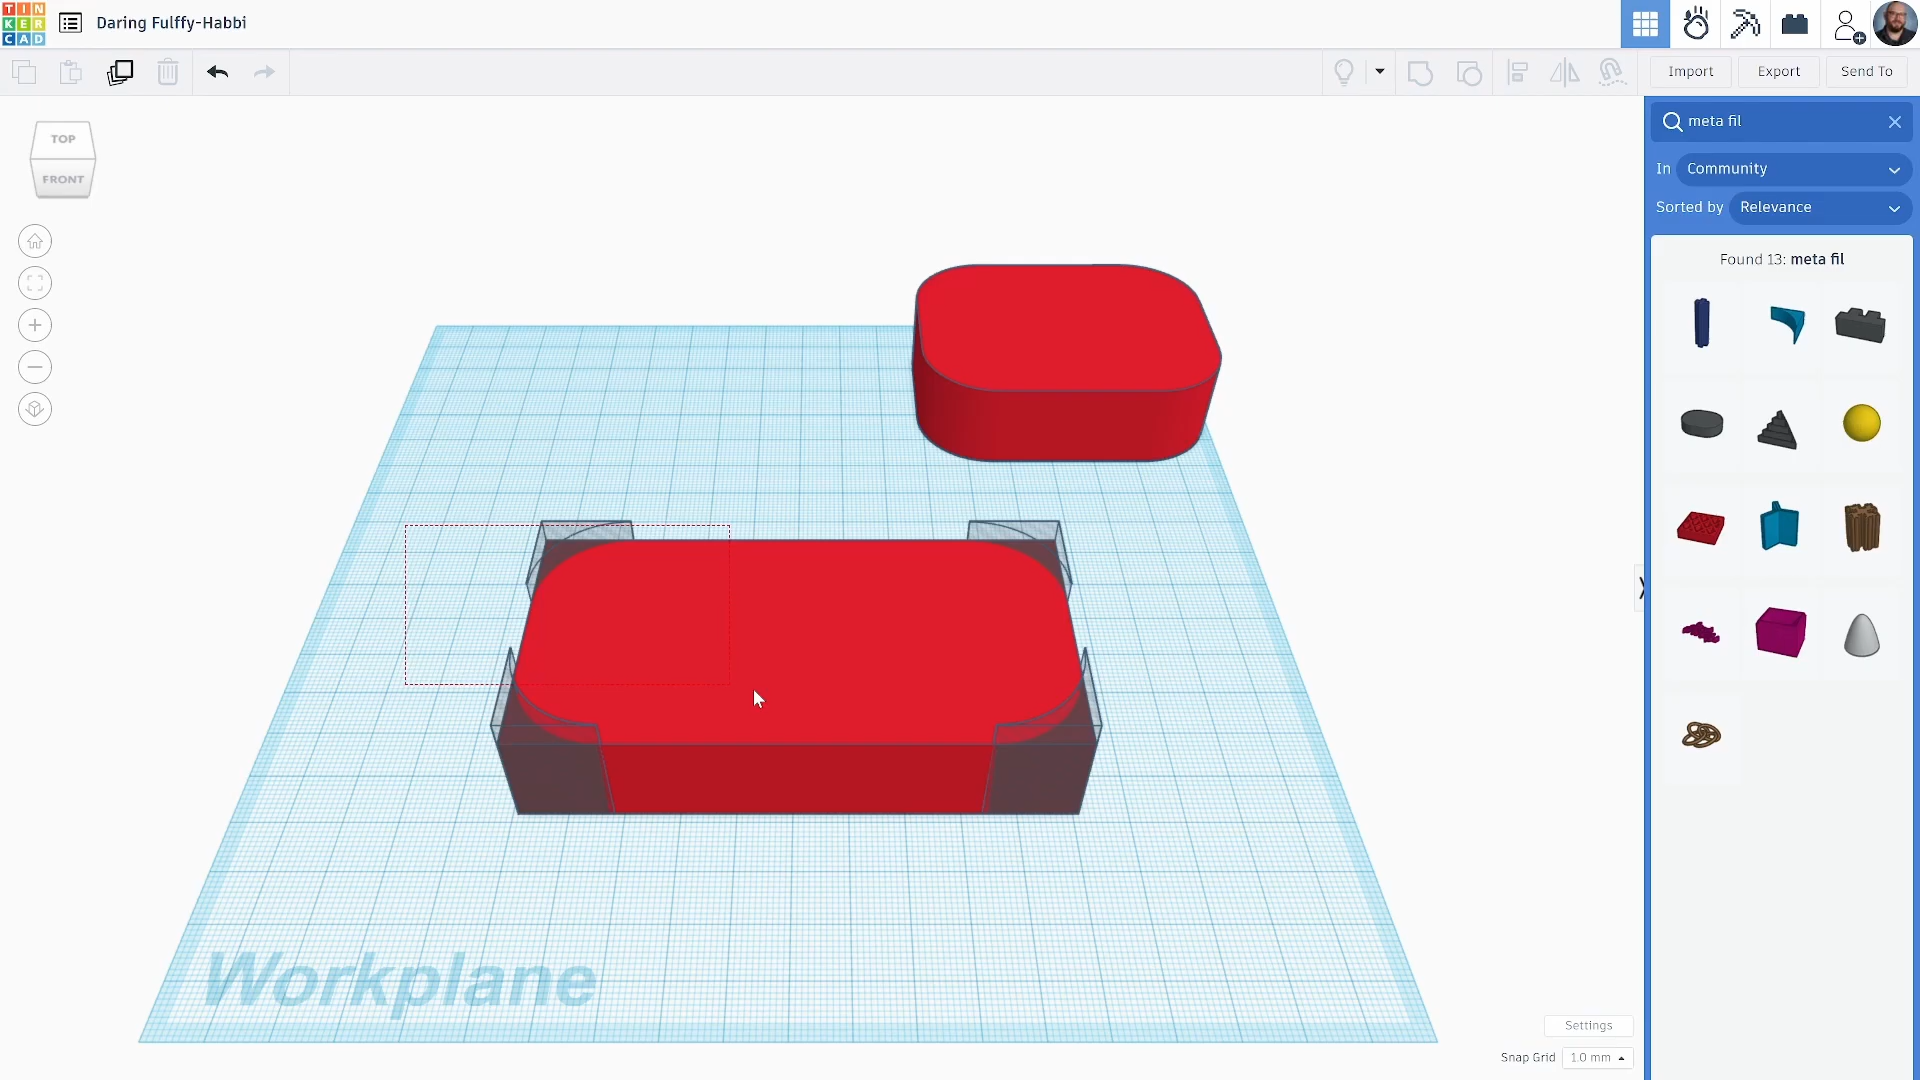 TIN
KER
CAD
Daring Fulffy-Habbi
Import
Export
Send To
TOP
FRONT
meta fil
In
Community
Sorted by
Relevance
Found 13: meta fil
Workplane
Settings
Snap Grid
1.0 mm